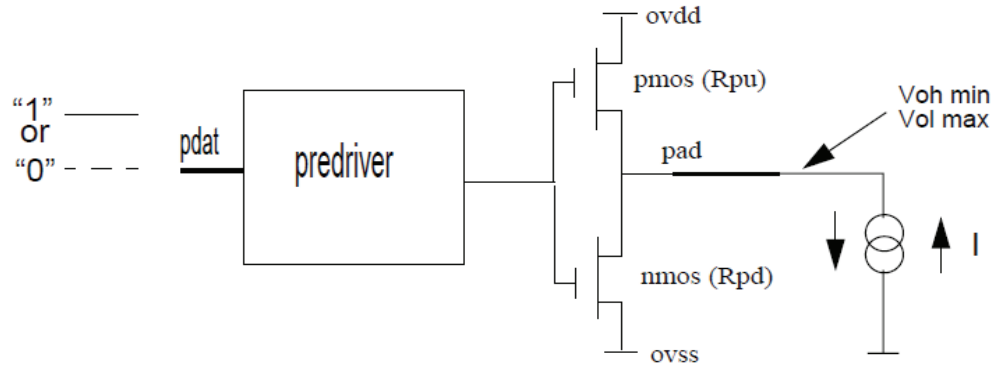 ovdd
pmos (Rpu)
Voh min
Vol max
“1”
or
“0”
pdat
predriver
pad
nmos (Rpd)
I
ovss